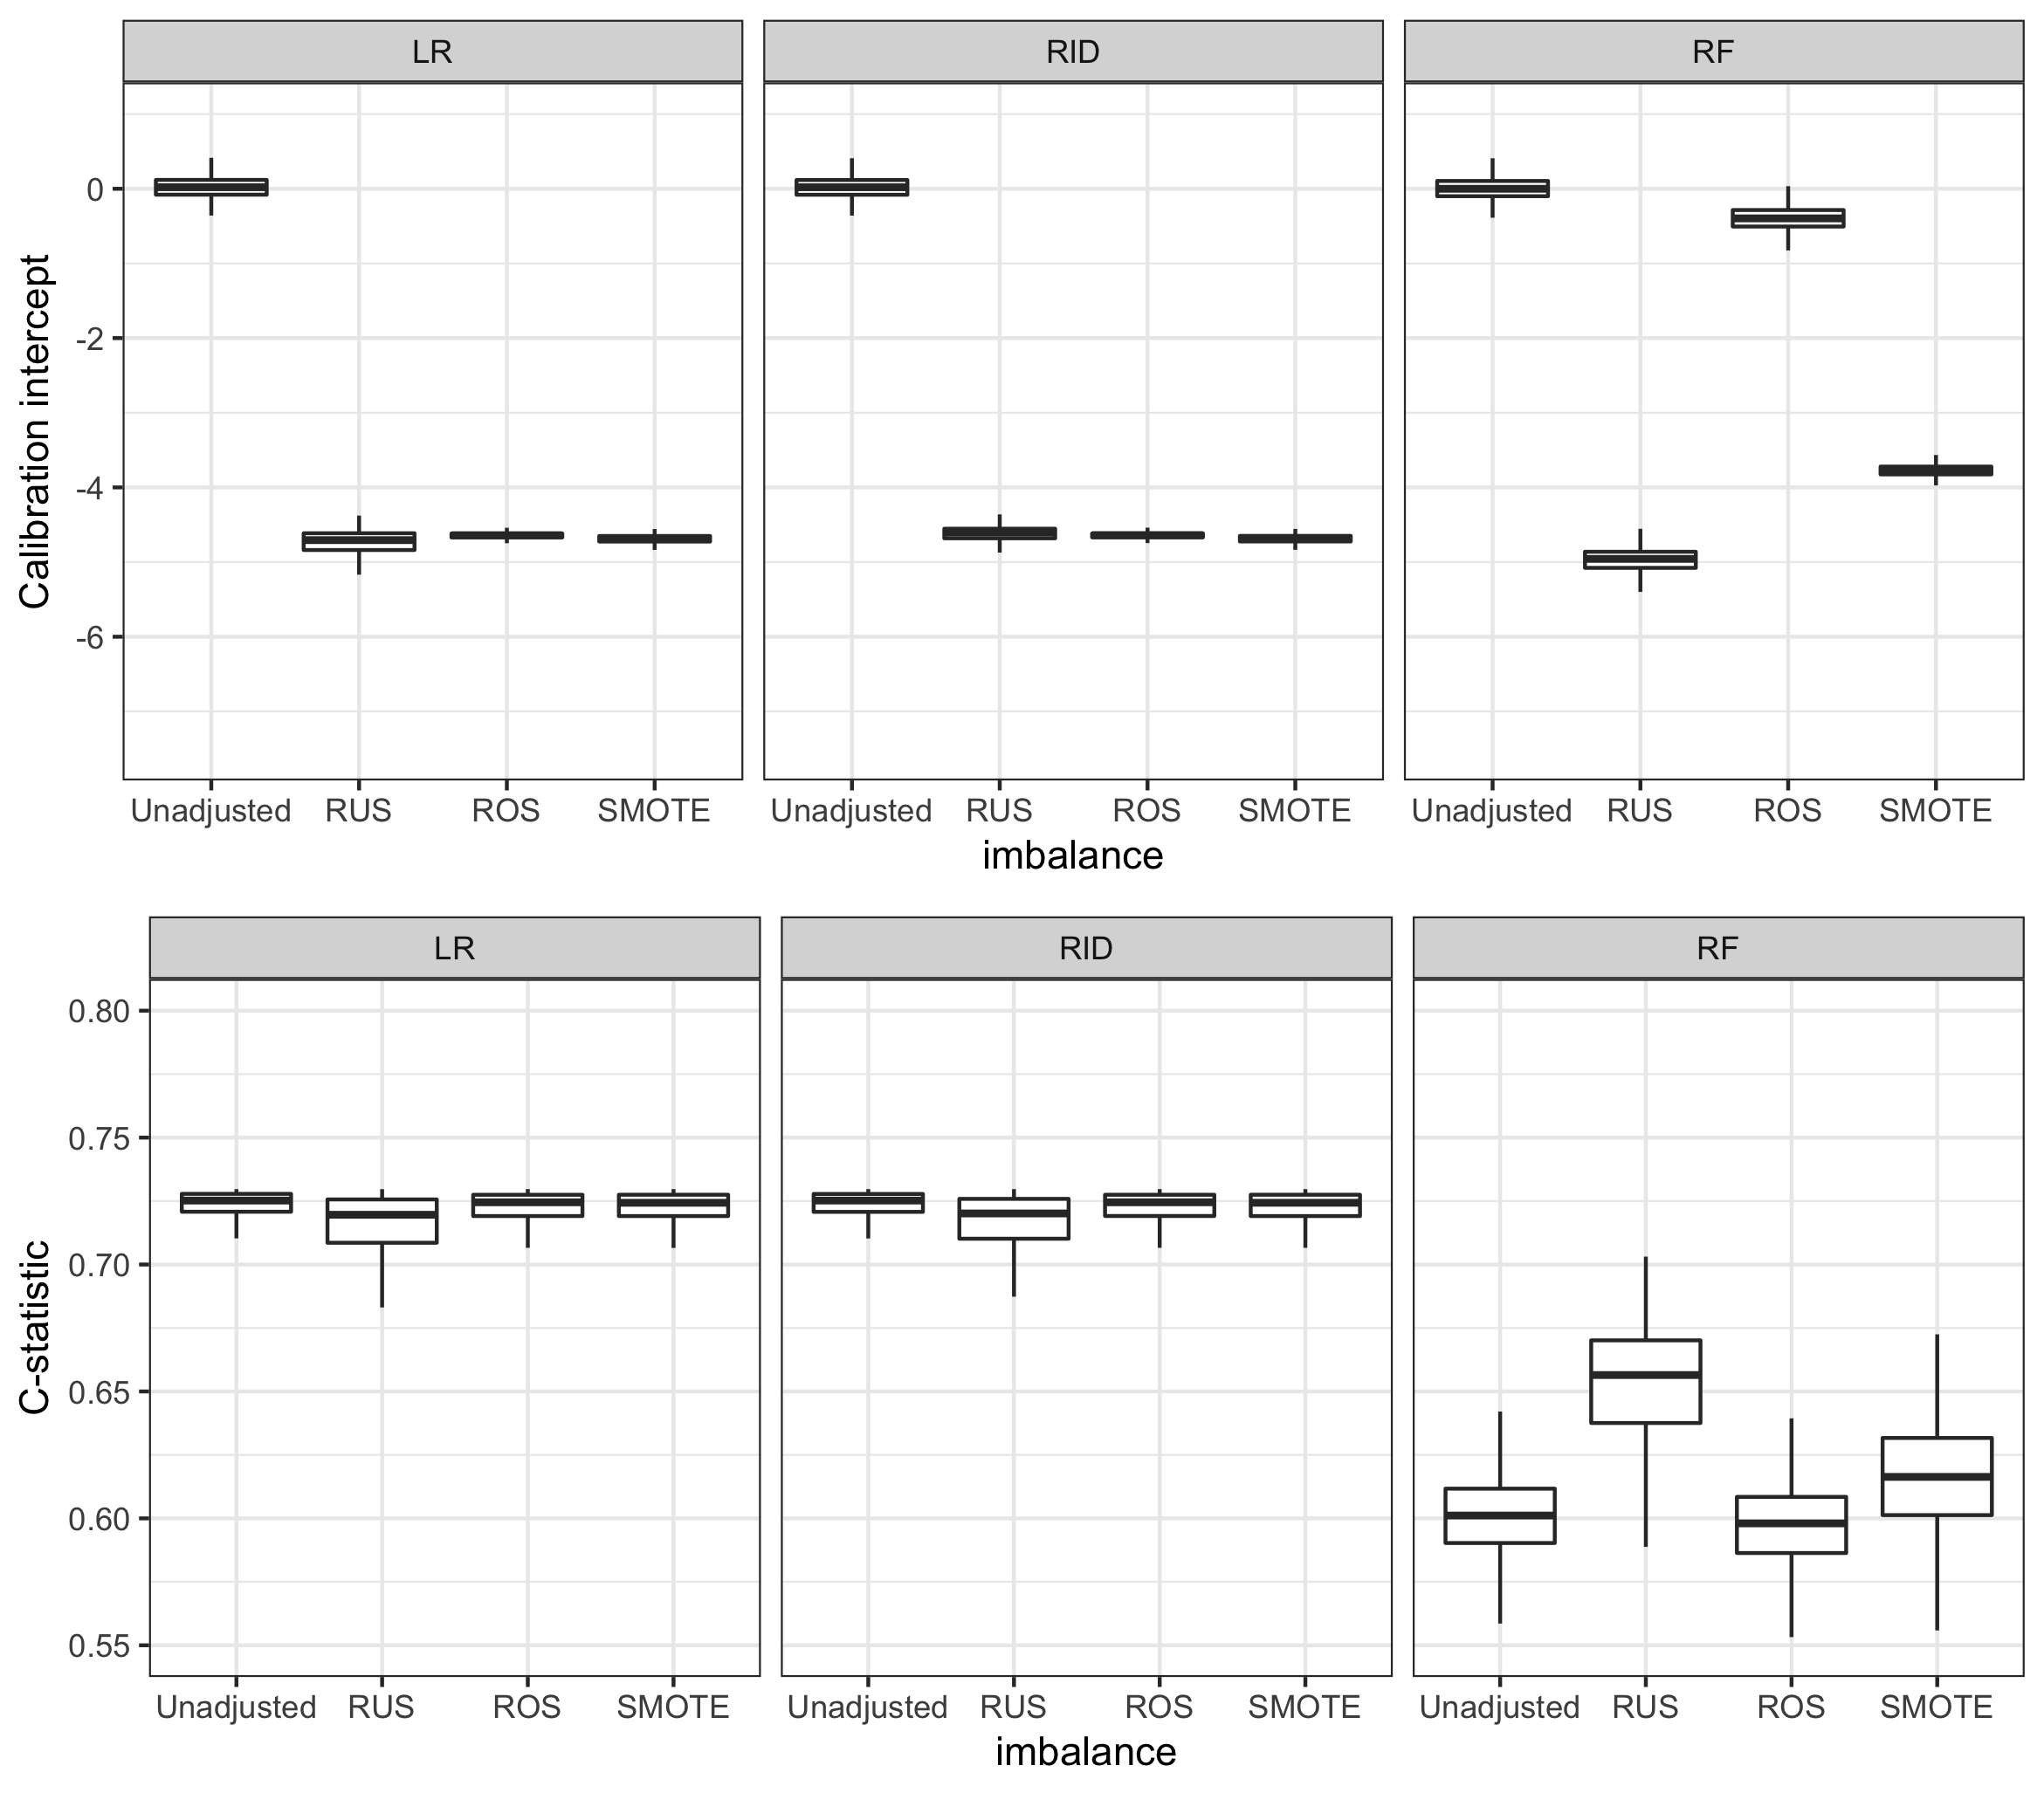 LR RID RF
Calibration intercept
0
-2
-4
-6
Unadjusted RUS ROS SMOTE Unadjusted RUS ROS SMOTE Unadjusted RUS ROS SMOTE
imbalance
LR RID RF
C-statistic
0.80
0.75
0.70
0.65
0.60
0.55
Unadjusted RUS ROS SMOTE Unadjusted RUS ROS SMOTE Unadjusted RUS ROS SMOTE
imbalance